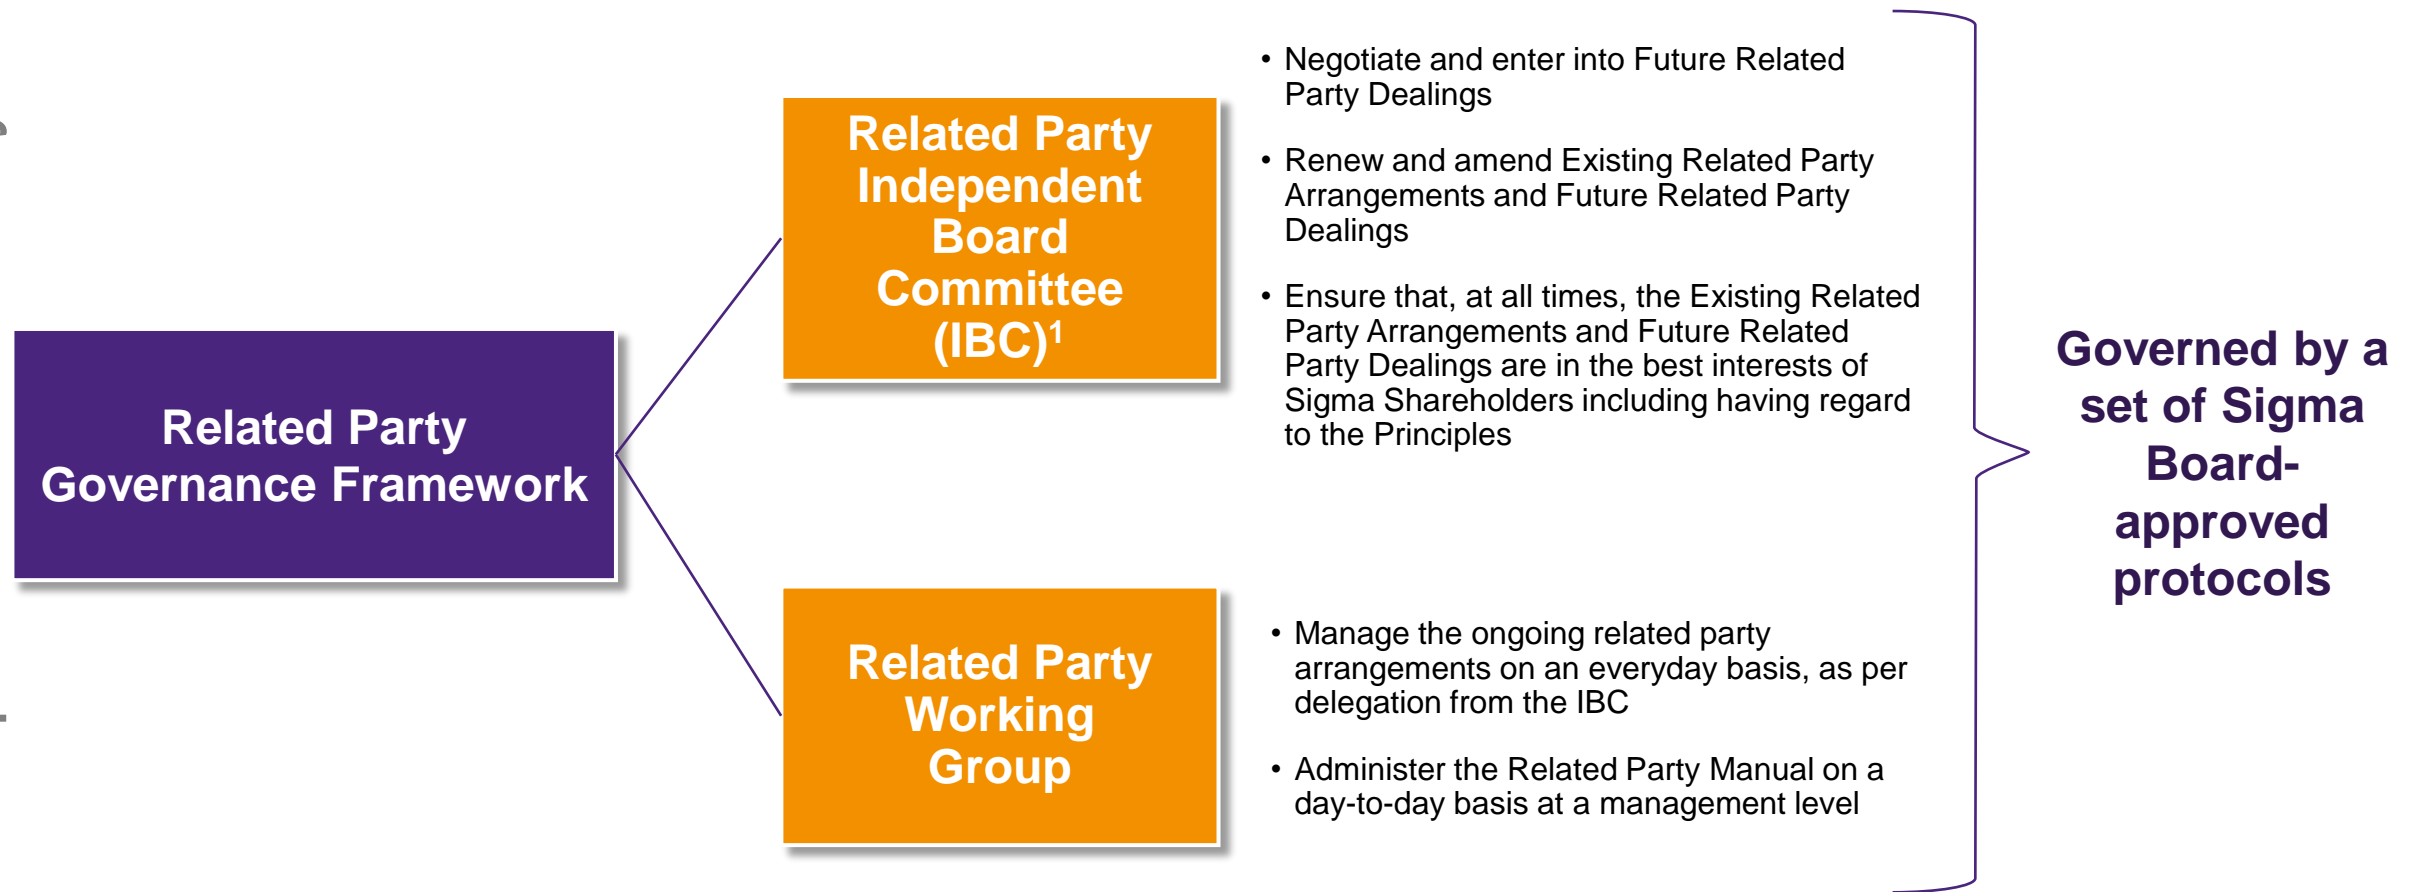 Related Party
Governance Framework
Related Party
Independent
Board
Committee
(IBC)¹
• Negotiate and enter into Future Related
Party Dealings
• Renew and amend Existing Related Party
Arrangements and Future Related Party
Dealings
• Ensure that, at all times, the Existing Related
Party Arrangements and Future Related
Party Dealings are in the best interests of
Sigma Shareholders including having regard
to the Principles
Related Party
Working
Group
• Manage the ongoing related party
arrangements on an everyday basis, as per
delegation from the IBC
• Administer the Related Party Manual on a
day-to-day basis at a management level
Governed by a
set of Sigma
Board-
approved
protocols